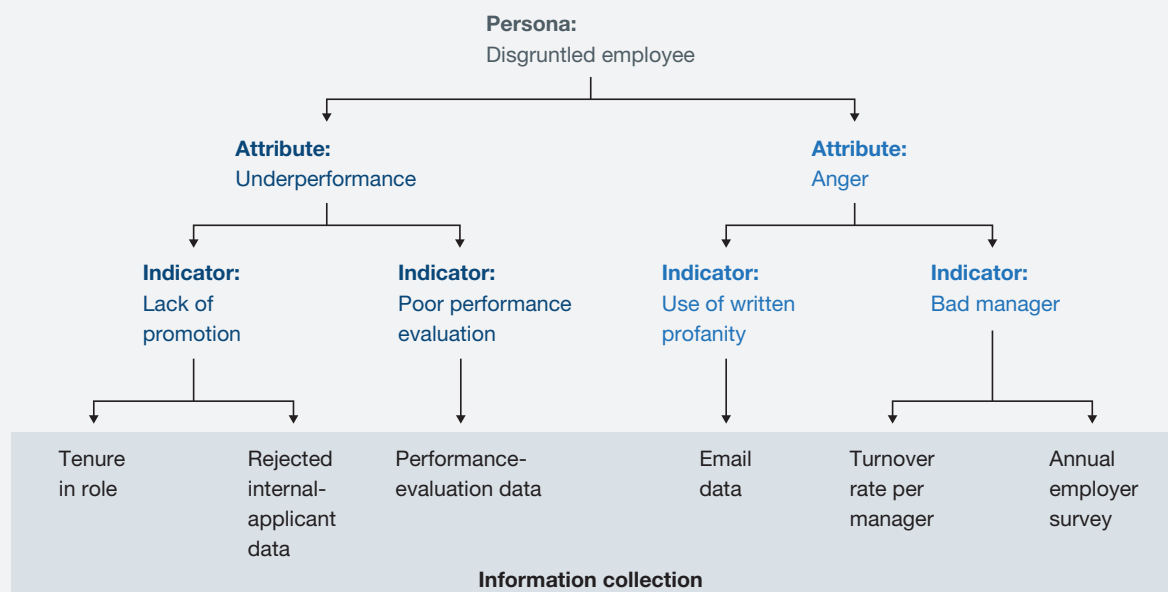 Persona:
Disgruntled employee
Attribute:
Underperformance
Attribute:
Anger
Indicator:
Lack of
promotion
Indicator:
Poor performance
evaluation
Indicator:
Use of written
profanity
Indicator:
Bad manager
Tenure
in role
Rejected
internal-
applicant
data
Performance-
evaluation data
Email
data
Turnover
rate per
manager
Annual
employer
survey
Information collection